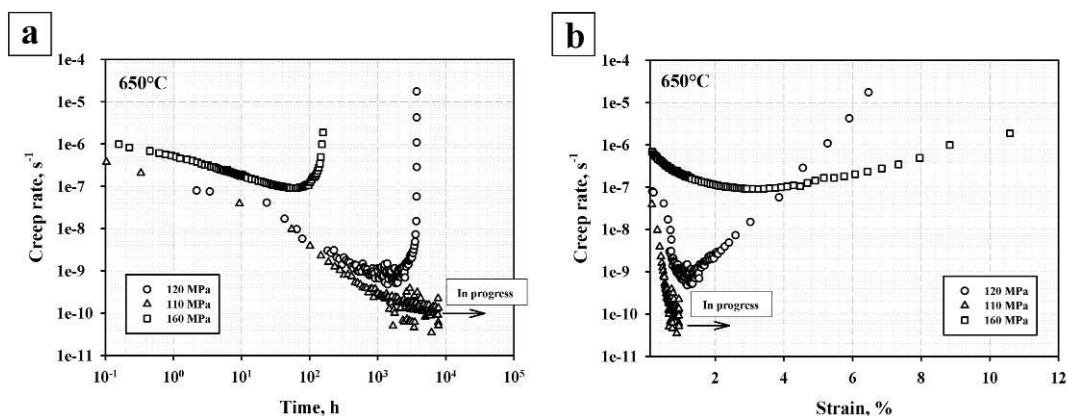 a
650°C
Creep rate, s⁻¹
1e-4
1e-5
1e-6
1e-7
1e-8
1e-9
1e-10
1e-11
120 MPa
110 MPa
160 MPa
In progress
10⁻¹ 10⁰ 10¹ 10² 10³ 10⁴ 10⁵
Time, h
b
650°C
Creep rate, s⁻¹
1e-4
1e-5
1e-6
1e-7
1e-8
1e-9
1e-10
1e-11
In progress
120 MPa
110 MPa
160 MPa
2 4 6 8 10 12
Strain, %